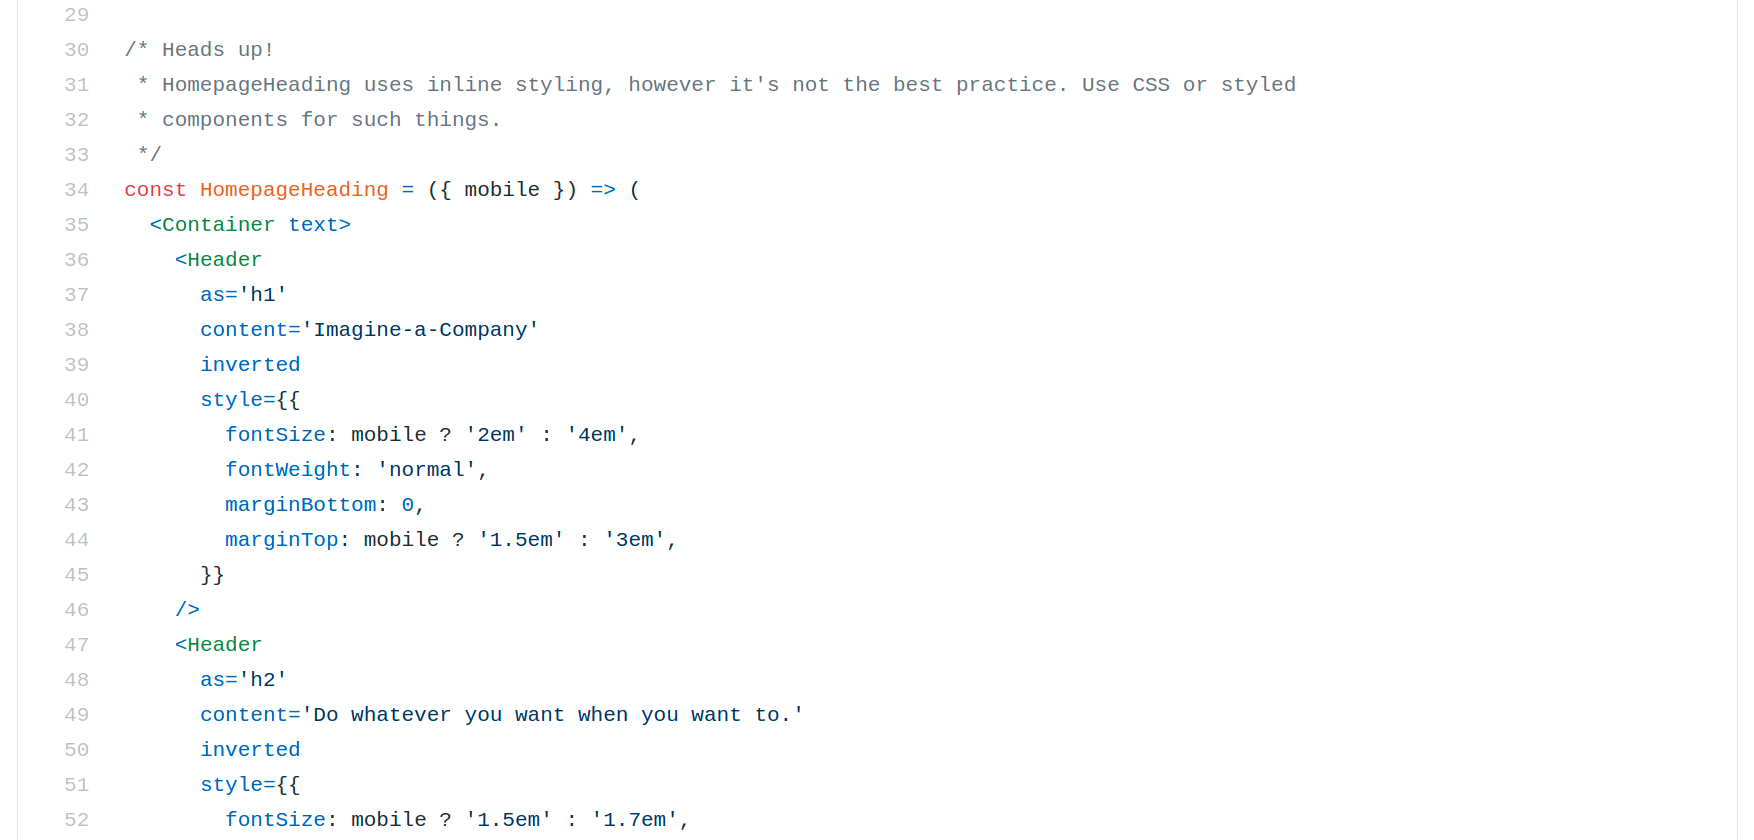 29
30 /* Heads up!
31  * HomepageHeading uses inline styling, however it's not the best practice. Use CSS or styled
32  * components for such things.
33  */
34 const HomepageHeading = ({ mobile }) => (
35   <Container text>
36     <Header
37       as='h1'
38       content='Imagine-a-Company'
39       inverted
40       style={{
41         fontSize: mobile ? '2em' : '4em',
42         fontWeight: 'normal',
43         marginBottom: 0,
44         marginTop: mobile ? '1.5em' : '3em',
45       }}
46     />
47     <Header
48       as='h2'
49       content='Do whatever you want when you want to.'
50       inverted
51       style={{
52         fontSize: mobile ? '1.5em' : '1.7em',